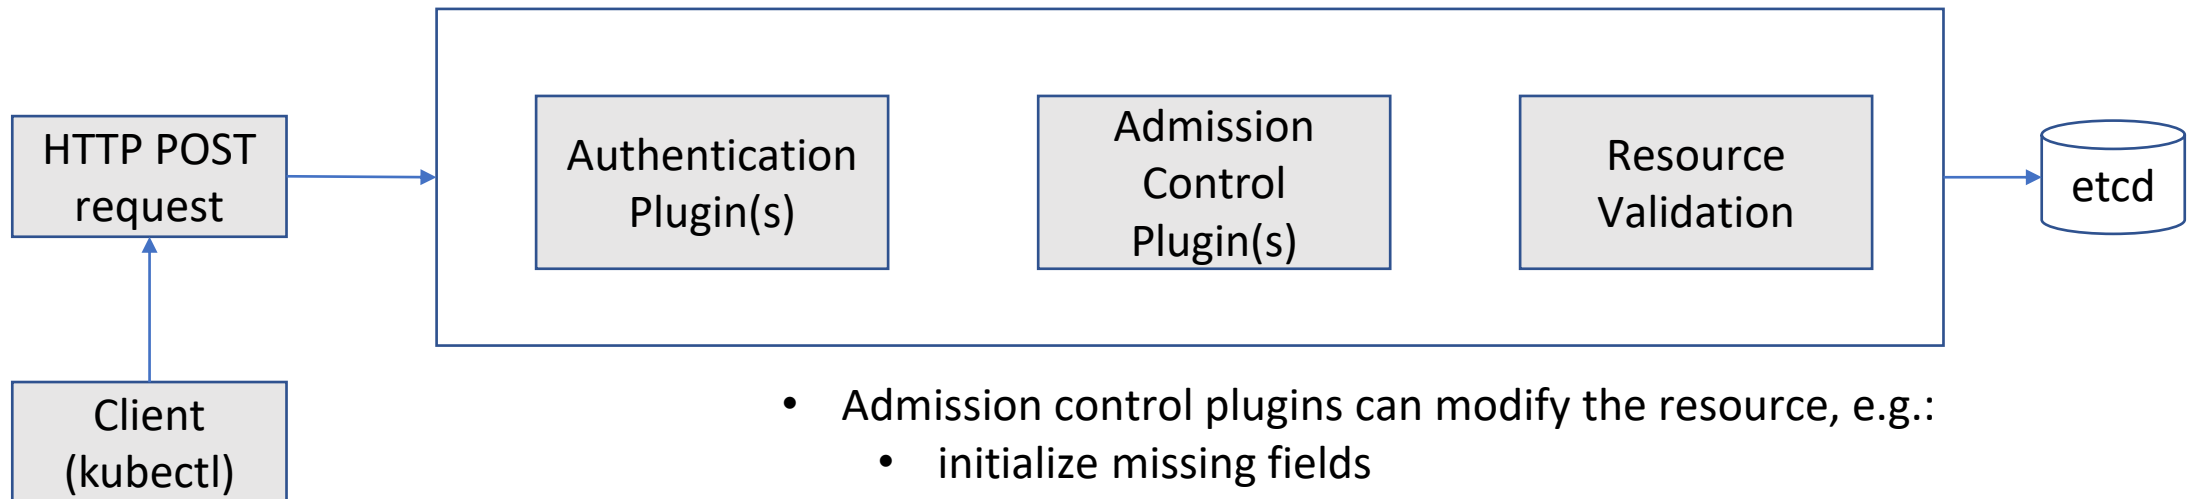 HTTP POST
request
Authentication
Plugin(s)
Admission
Control
Plugin(s)
Resource
Validation
etcd
Client
(kubectl)
• Admission control plugins can modify the resource, e.g.:
• initialize missing fields